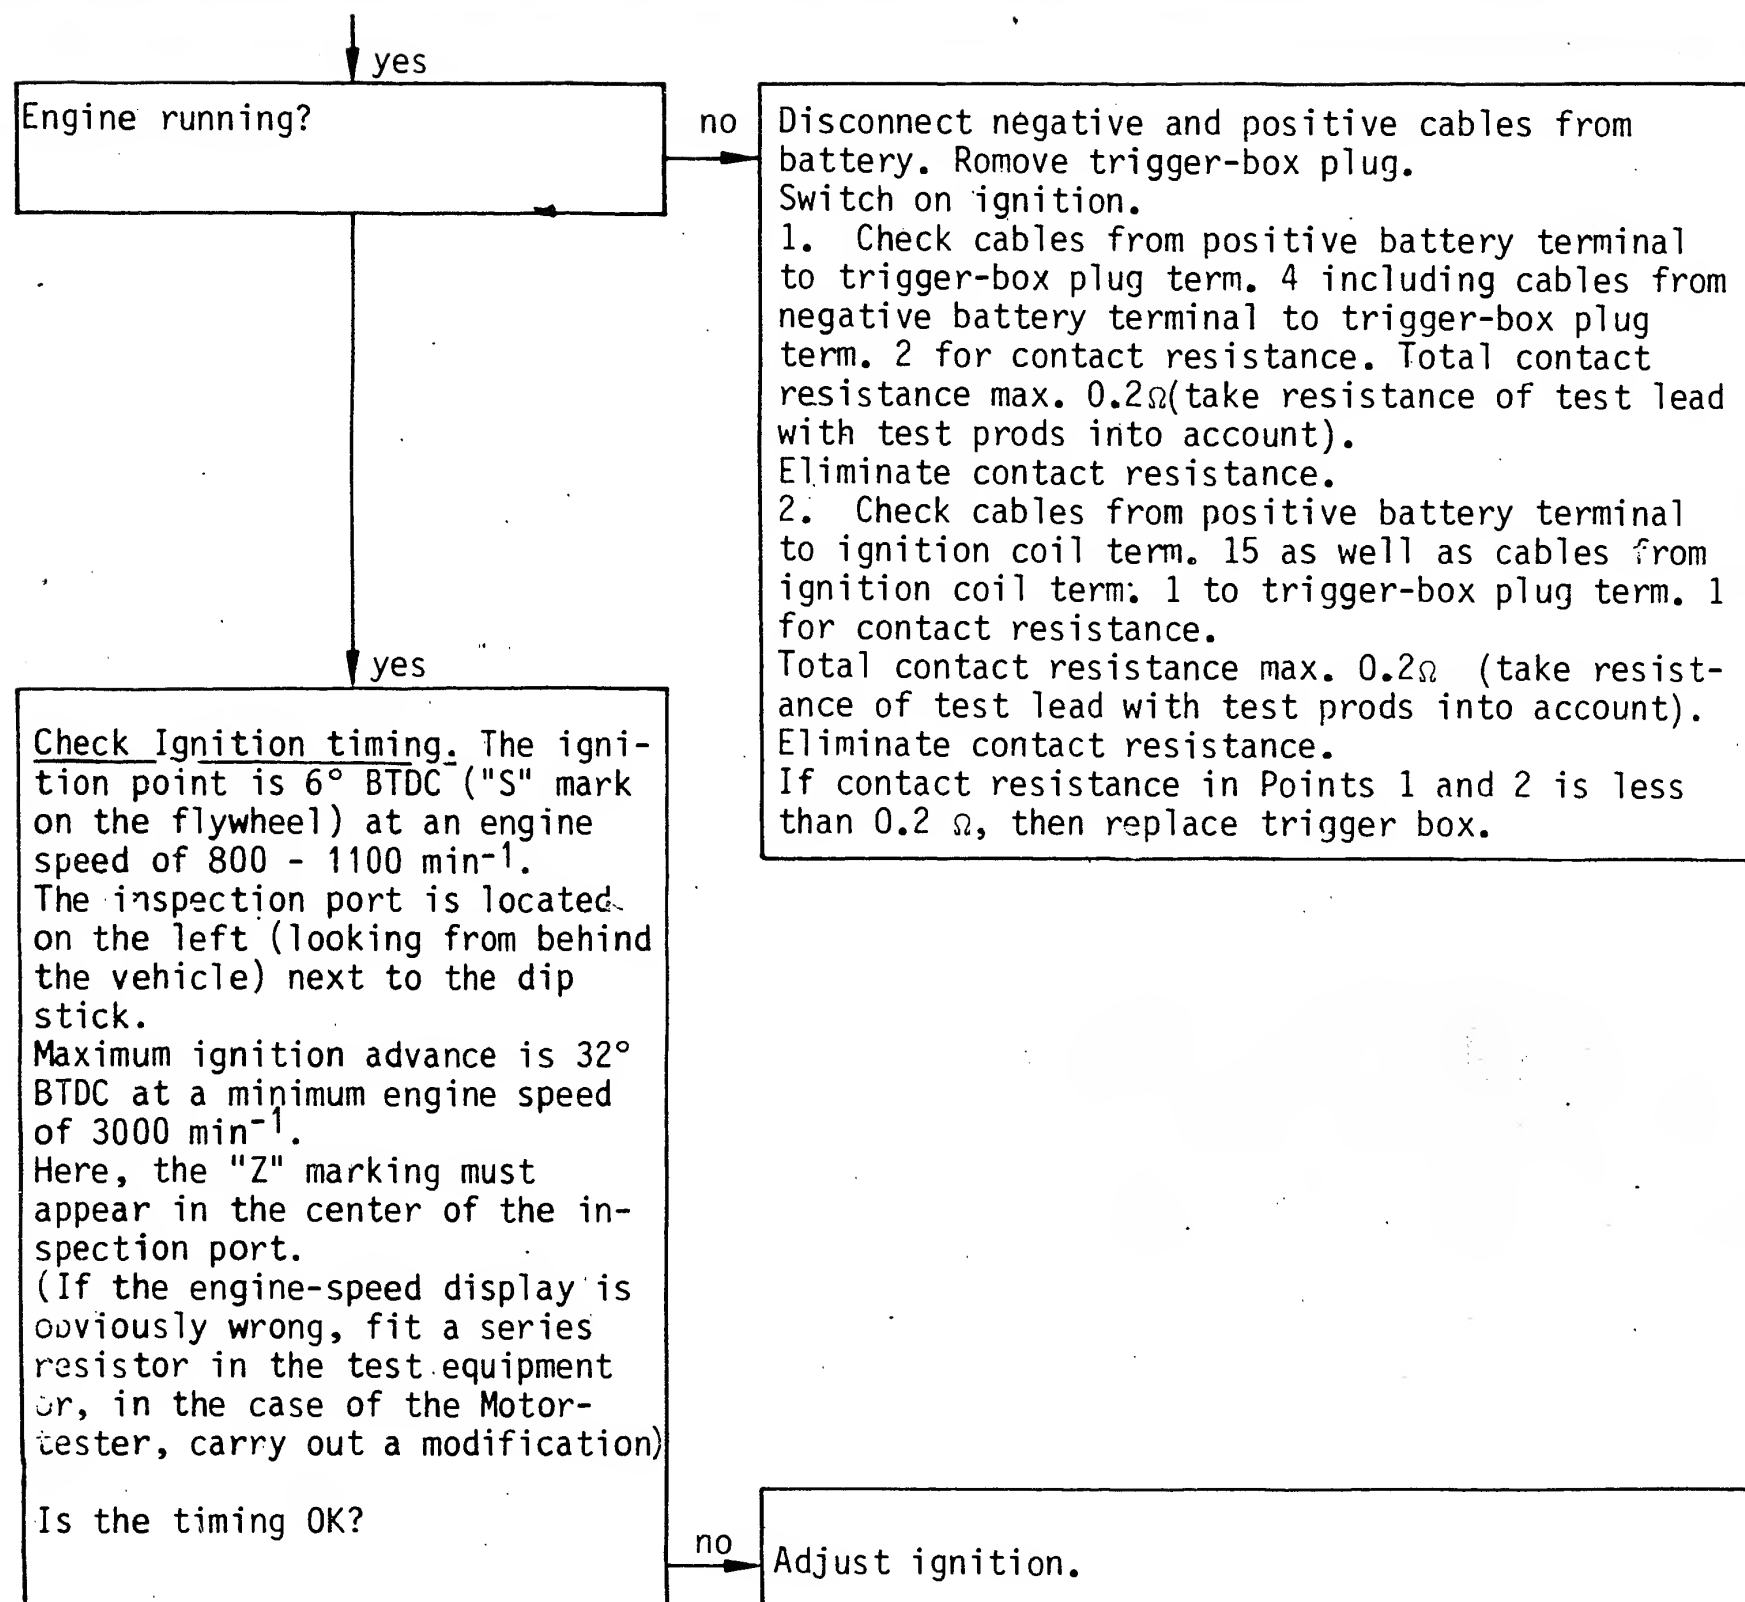 yes
Engine running?
no
Disconnect negative and positive cables from
battery. Romove trigger-box plug.
Switch on ignition.
1. Check cables from positive battery terminal
to trigger-box plug term. 4 including cables from
negative battery terminal to trigger-box plug
term. 2 for contact resistance. Total contact
resistance max. 0.2Ω(take resistance of test lead
with test prods into account).
Eliminate contact resistance.
2. Check cables from positive battery terminal
to ignition coil term. 15 as well as cables from
ignition coil term. 1 to trigger-box plug term. 1
for contact resistance.
Total contact resistance max. 0.2Ω (take resist-
ance of test lead with test prods into account).
Eliminate contact resistance.
If contact resistance in Points 1 and 2 is less
than 0.2 Ω, then replace trigger box.
yes
Check Ignition timing. The igni-
tion point is 6° BTDC ("S" mark
on the flywheel) at an engine
speed of 800 - 1100 min⁻¹.
The inspection port is located
on the left (looking from behind
the vehicle) next to the dip
stick.
Maximum ignition advance is 32°
BTDC at a minimum engine speed
of 3000 min⁻¹.
Here, the "Z" marking must
appear in the center of the in-
spection port.
(If the engine-speed display is
obviously wrong, fit a series
resistor in the test equipment
or, in the case of the Motor-
tester, carry out a modification)
Is the timing OK?
no
Adjust ignition.